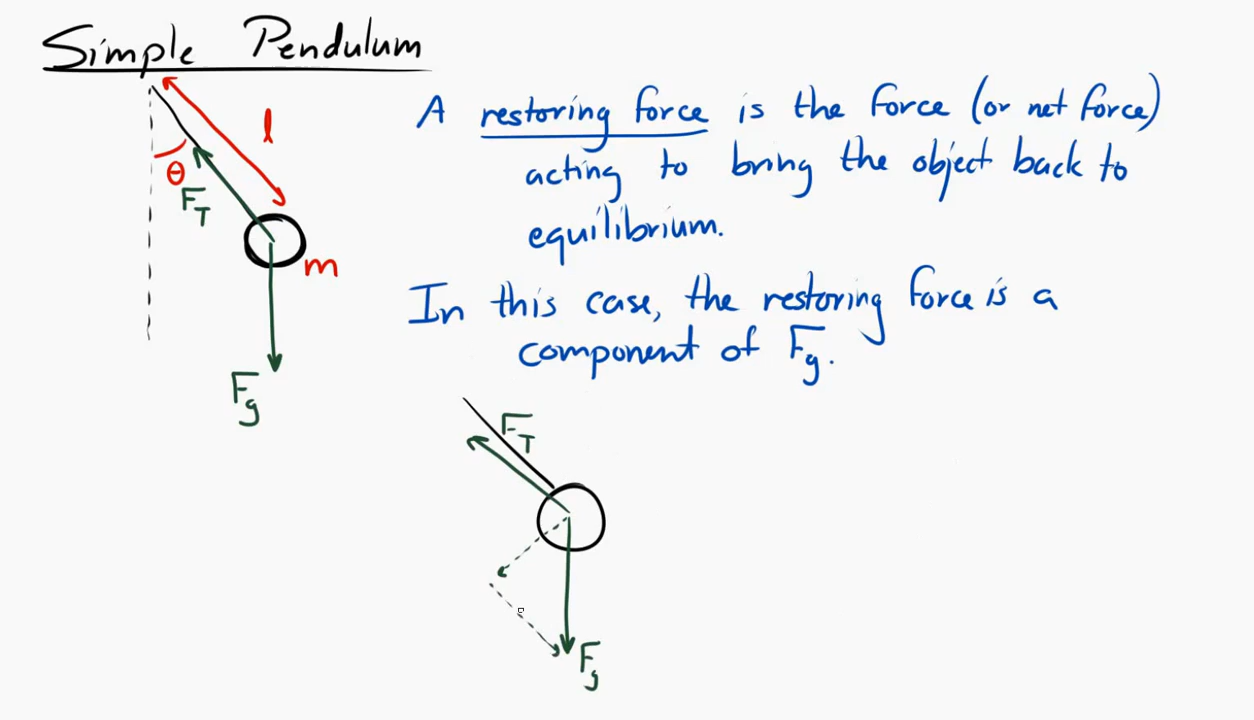 Simple Pendulum
l
θ
F_T
m
F_g
A restoring force is the force (or net force)
acting to bring the object back to
equilibrium.
In this case, the restoring force is a
component of F_g.
F_T
F_g